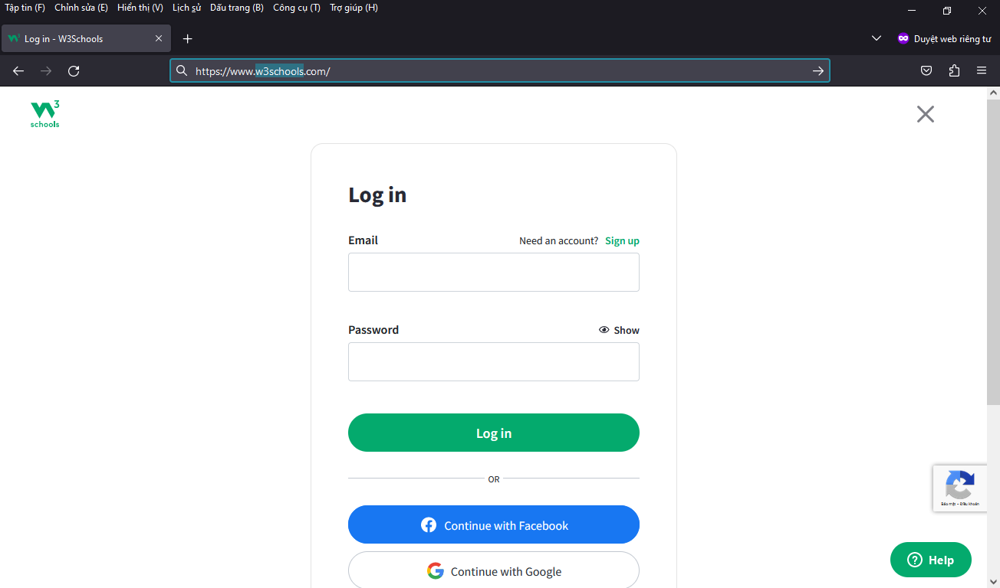 Tập tin (F) Chỉnh sửa (E) Hiển thị (V) Lịch sử Dấu trang (B) Công cụ (T) Trợ giúp (H)
Log in - W3Schools
Duyệt web riêng tư
https://www.w3schools.com/
W3
schools
Log in
Email Need an account? Sign up
Password Show
Log in
OR
Continue with Facebook
Continue with Google
Bảo mật - Điều khoản
Help